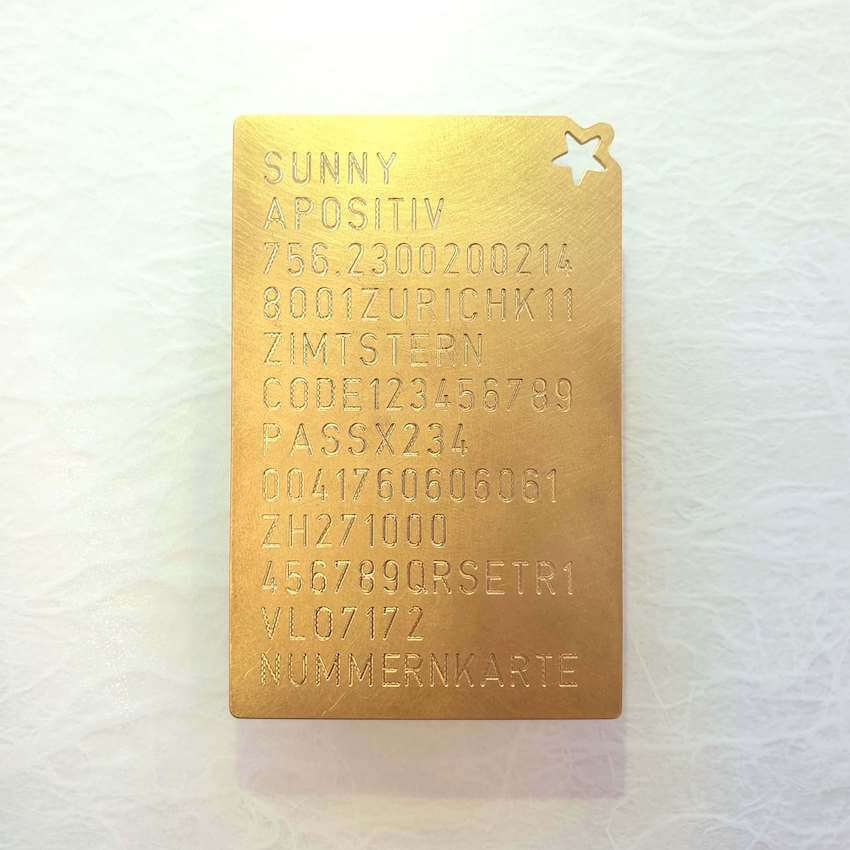 SUNNY
APOSITIV
756.2300200214
8001ZURICHK11
ZIMTSTERN
CODE123456789
PASSX234
0041760606061
ZH271000
456789QRSETR1
VL07172
NUMMERNKARTE